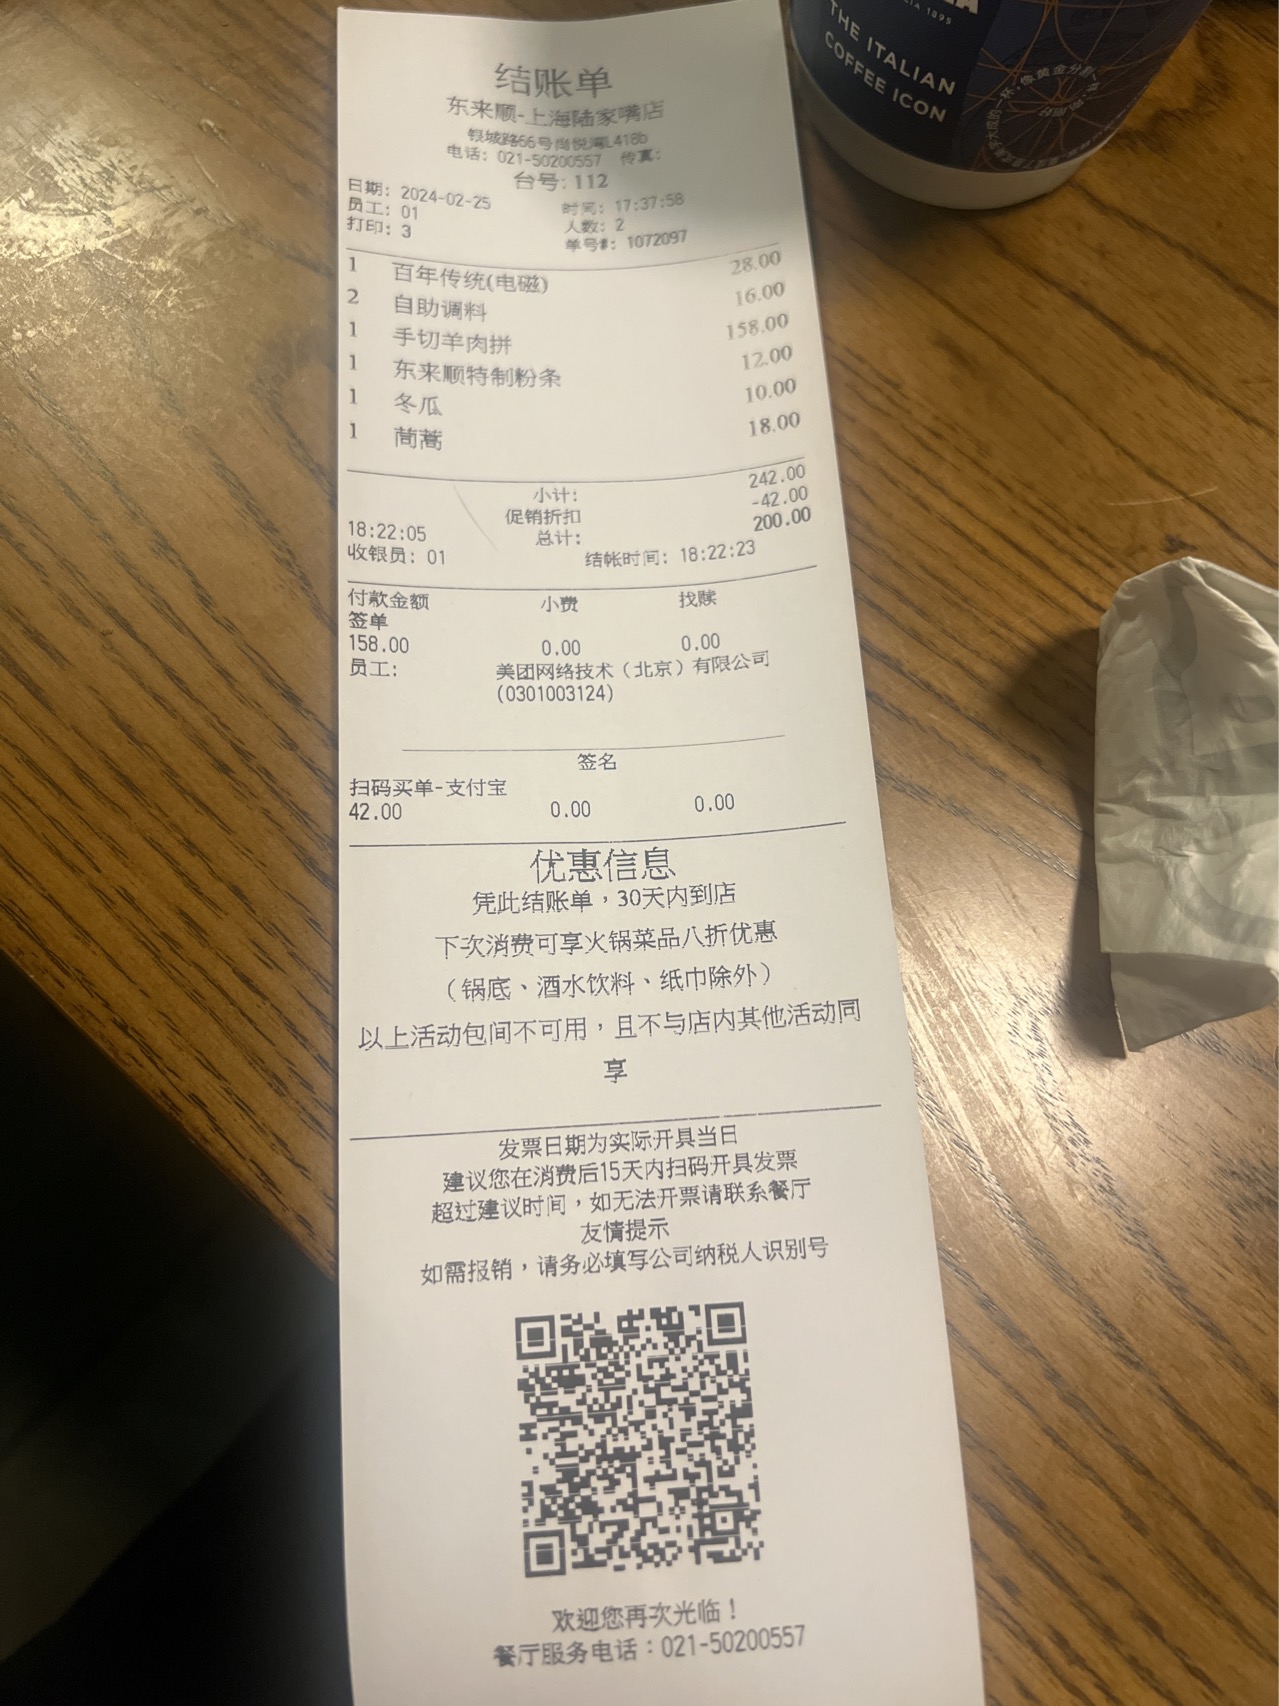 结账单
东来顺-上海陆家嘴店
银城路66号尚悦湾L418b
电话: 021-50200557 传真:
台号: 112
日期: 2024-02-25 时间: 17:37:58
员工: 01 人数: 2
打印: 3 单号#: 1072097
1 百年传统(电磁) 28.00
2 自助调料 16.00
1 手切羊肉拼 158.00
1 东来顺特制粉条 12.00
1 冬瓜 10.00
1 茼蒿 18.00
小计: 242.00
促销折扣 -42.00
18:22:05 总计: 200.00
收银员: 01 结帐时间: 18:22:23
付款金额 小费 找赎
签单
158.00 0.00 0.00
员工: 美团网络技术（北京）有限公司
(0301003124)
签名
扫码买单-支付宝
42.00 0.00 0.00
优惠信息
凭此结账单，30天内到店
下次消费可享火锅菜品八折优惠
（锅底、酒水饮料、纸巾除外）
以上活动包间不可用，且不与店内其他活动同
享
发票日期为实际开具当日
建议您在消费后15天内扫码开具发票
超过建议时间，如无法开票请联系餐厅
友情提示
如需报销，请务必填写公司纳税人识别号
欢迎您再次光临！
餐厅服务电话：021-50200557
THE ITALIAN
COFFEE ICON